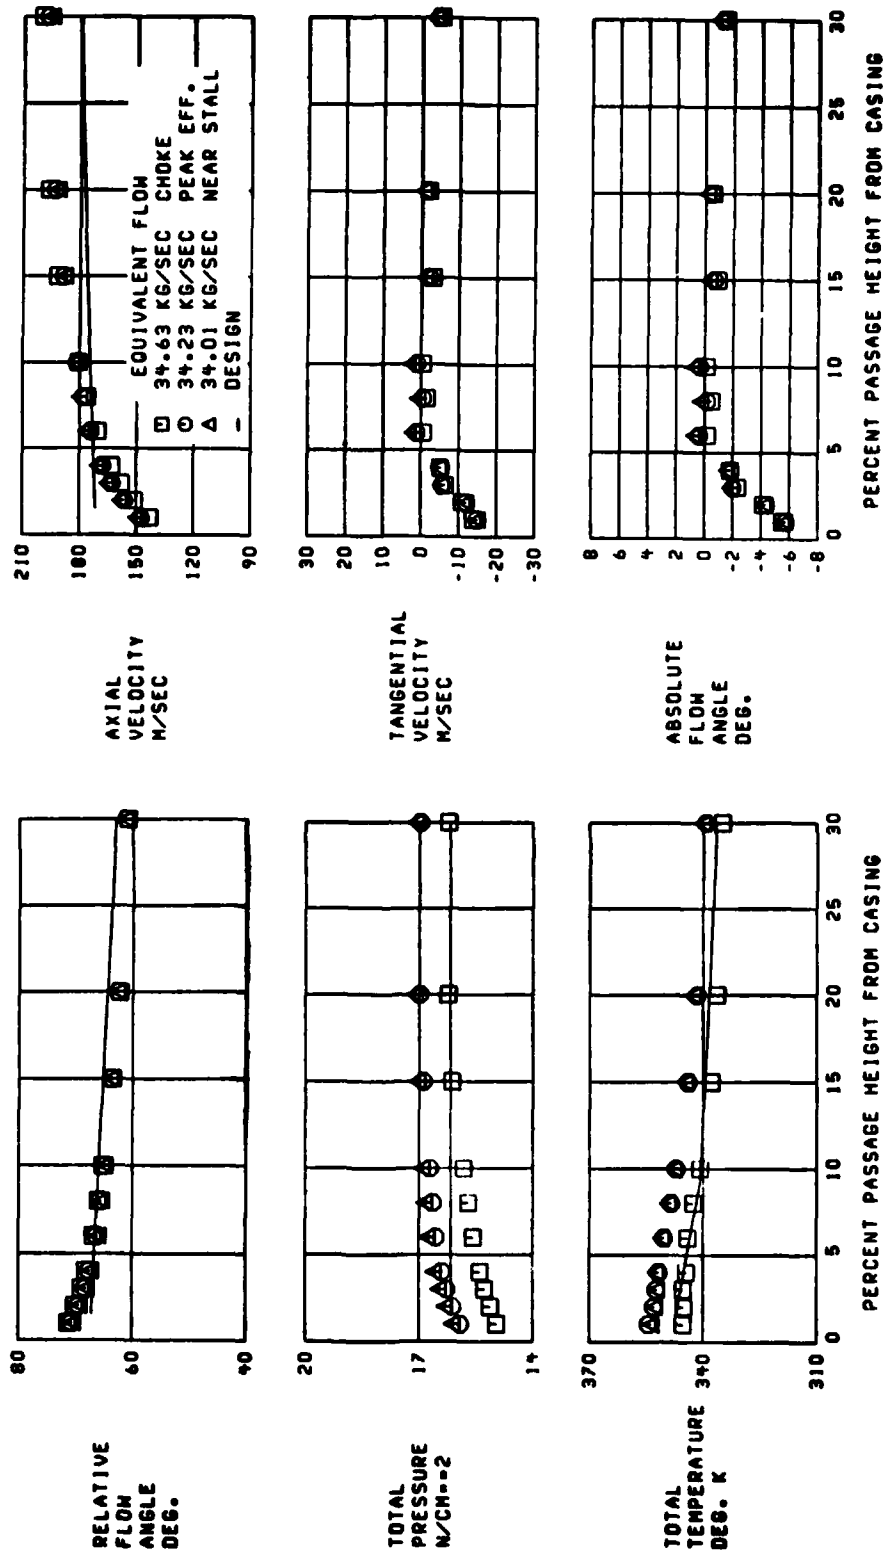 RELATIVE
FLOW
ANGLE
DEG.
80
60
40
TOTAL
PRESSURE
N/CM**2
20
17
14
TOTAL
TEMPERATURE
DEG. K
370
340
310
0 5 10 15 20 25 30
PERCENT PASSAGE HEIGHT FROM CASING
AXIAL
VELOCITY
M/SEC
210
180
150
120
90
EQUIVALENT FLOW
34.63 KG/SEC CHOKE
34.23 KG/SEC PEAK EFF.
34.01 KG/SEC NEAR STALL
— DESIGN
TANGENTIAL
VELOCITY
M/SEC
30
20
10
0
-10
-20
-30
ABSOLUTE
FLOW
ANGLE
DEG.
8
6
4
2
0
-2
-4
-6
-8
0 5 10 15 20 25 30
PERCENT PASSAGE HEIGHT FROM CASING